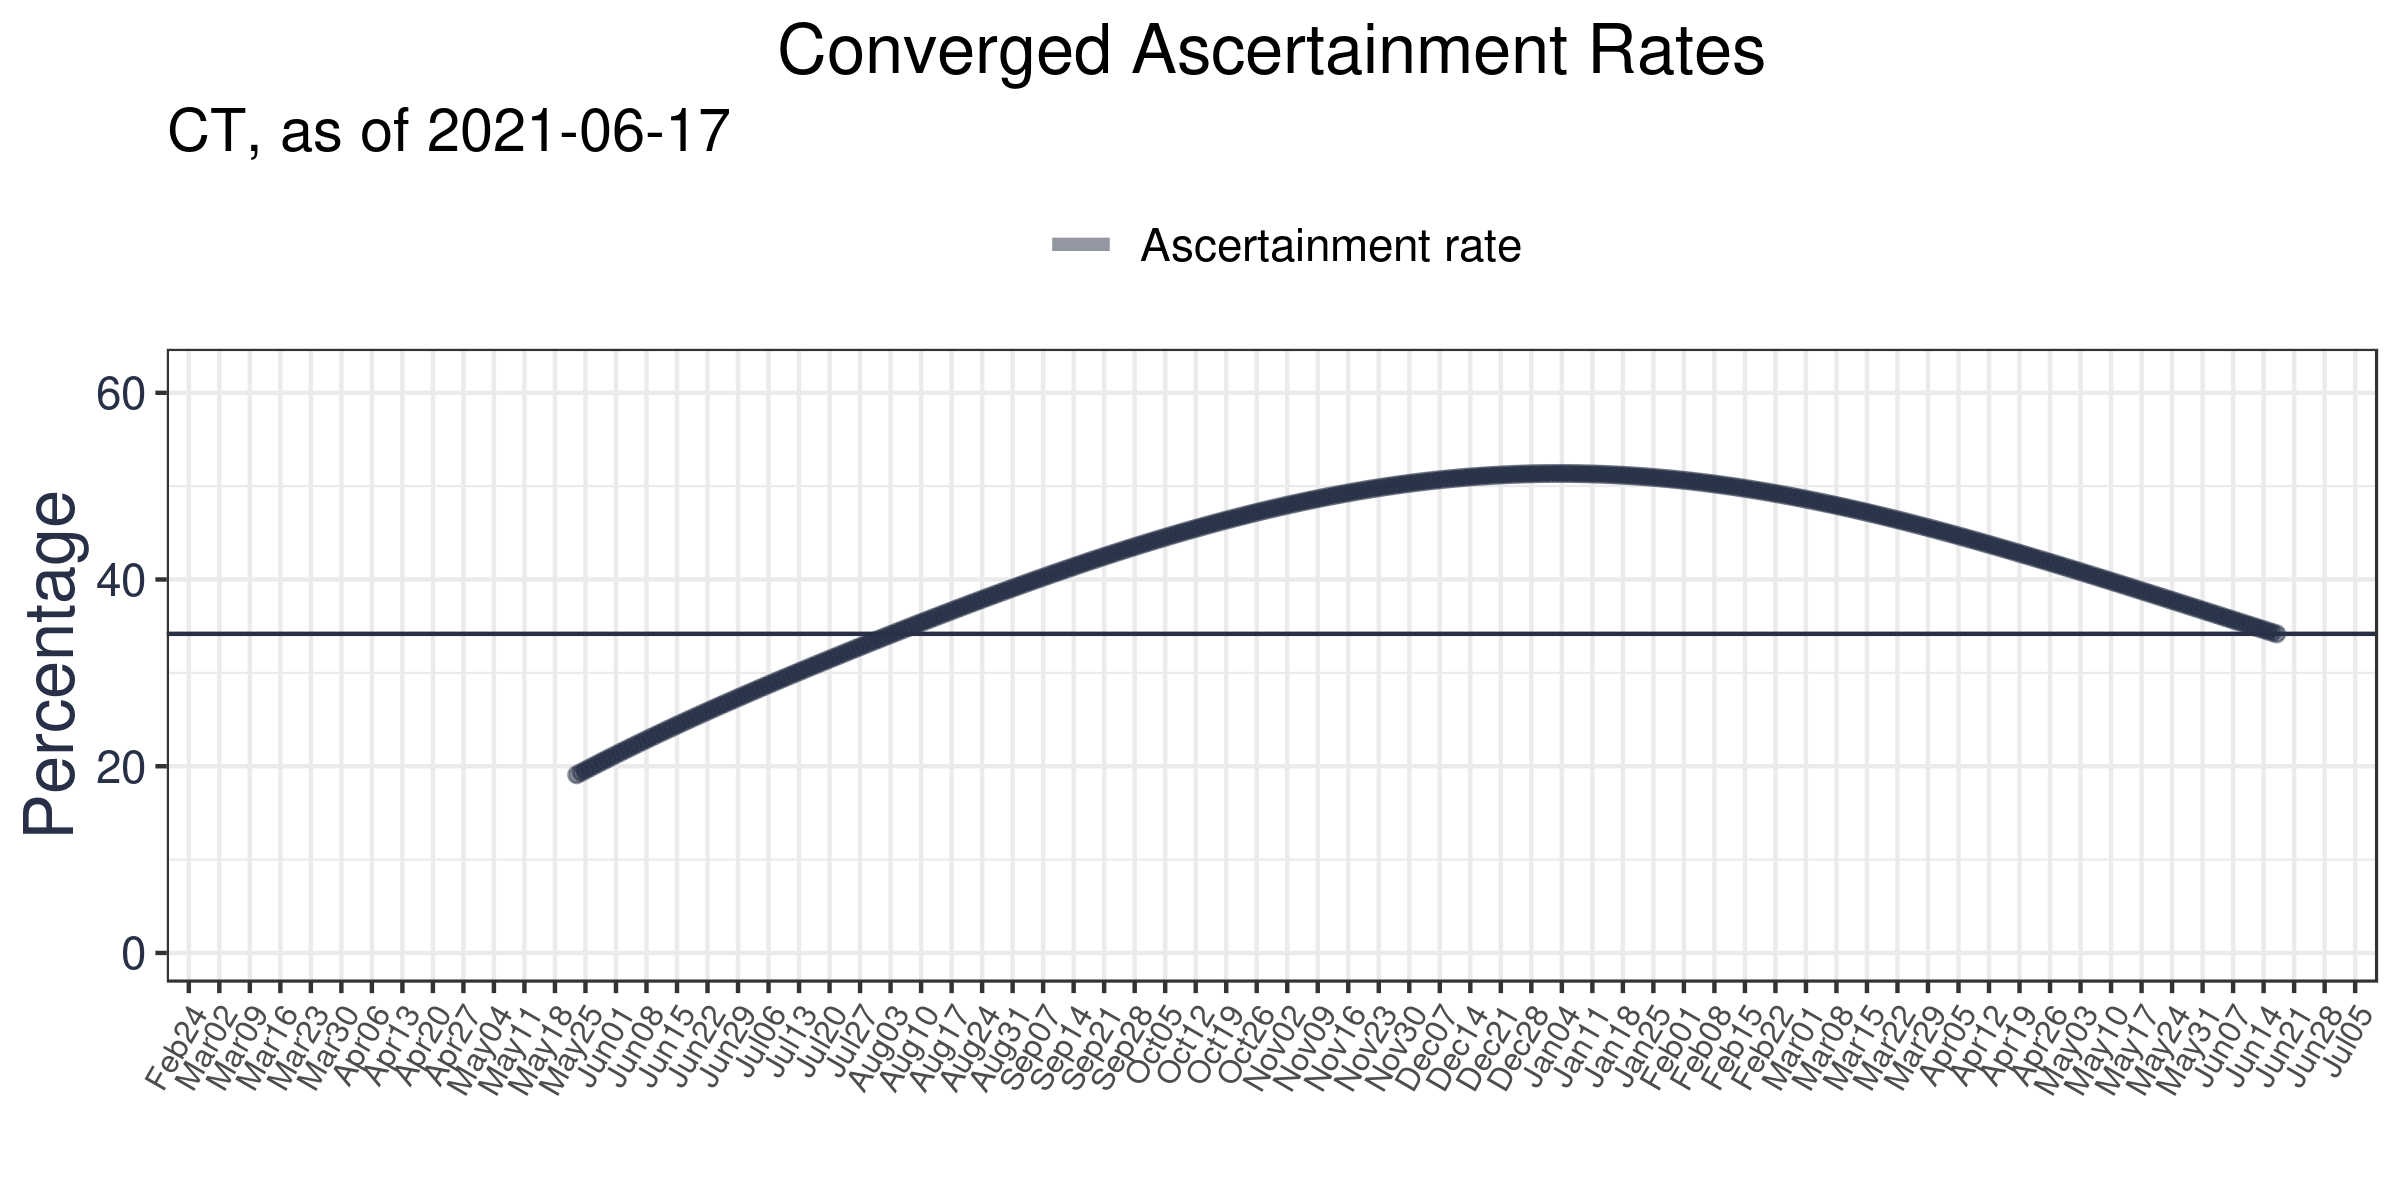 Converged Ascertainment Rates
CT, as of 2021-06-17
Ascertainment rate
Percentage
60
40
20
0
Feb24
Mar02
Mar09
Mar16
Mar23
Mar30
Apr06
Apr13
Apr20
Apr27
May04
May11
May18
May25
Jun01
Jun08
Jun15
Jun22
Jun29
Jul06
Jul13
Jul20
Jul27
Aug03
Aug10
Aug17
Aug24
Aug31
Sep07
Sep14
Sep21
Sep28
Oct05
Oct12
Oct19
Oct26
Nov02
Nov09
Nov16
Nov23
Nov30
Dec07
Dec14
Dec21
Dec28
Jan04
Jan11
Jan18
Jan25
Feb01
Feb08
Feb15
Feb22
Mar01
Mar08
Mar15
Mar22
Mar29
Apr05
Apr12
Apr19
Apr26
May03
May10
May17
May24
May31
Jun07
Jun14
Jun21
Jun28
Jul05